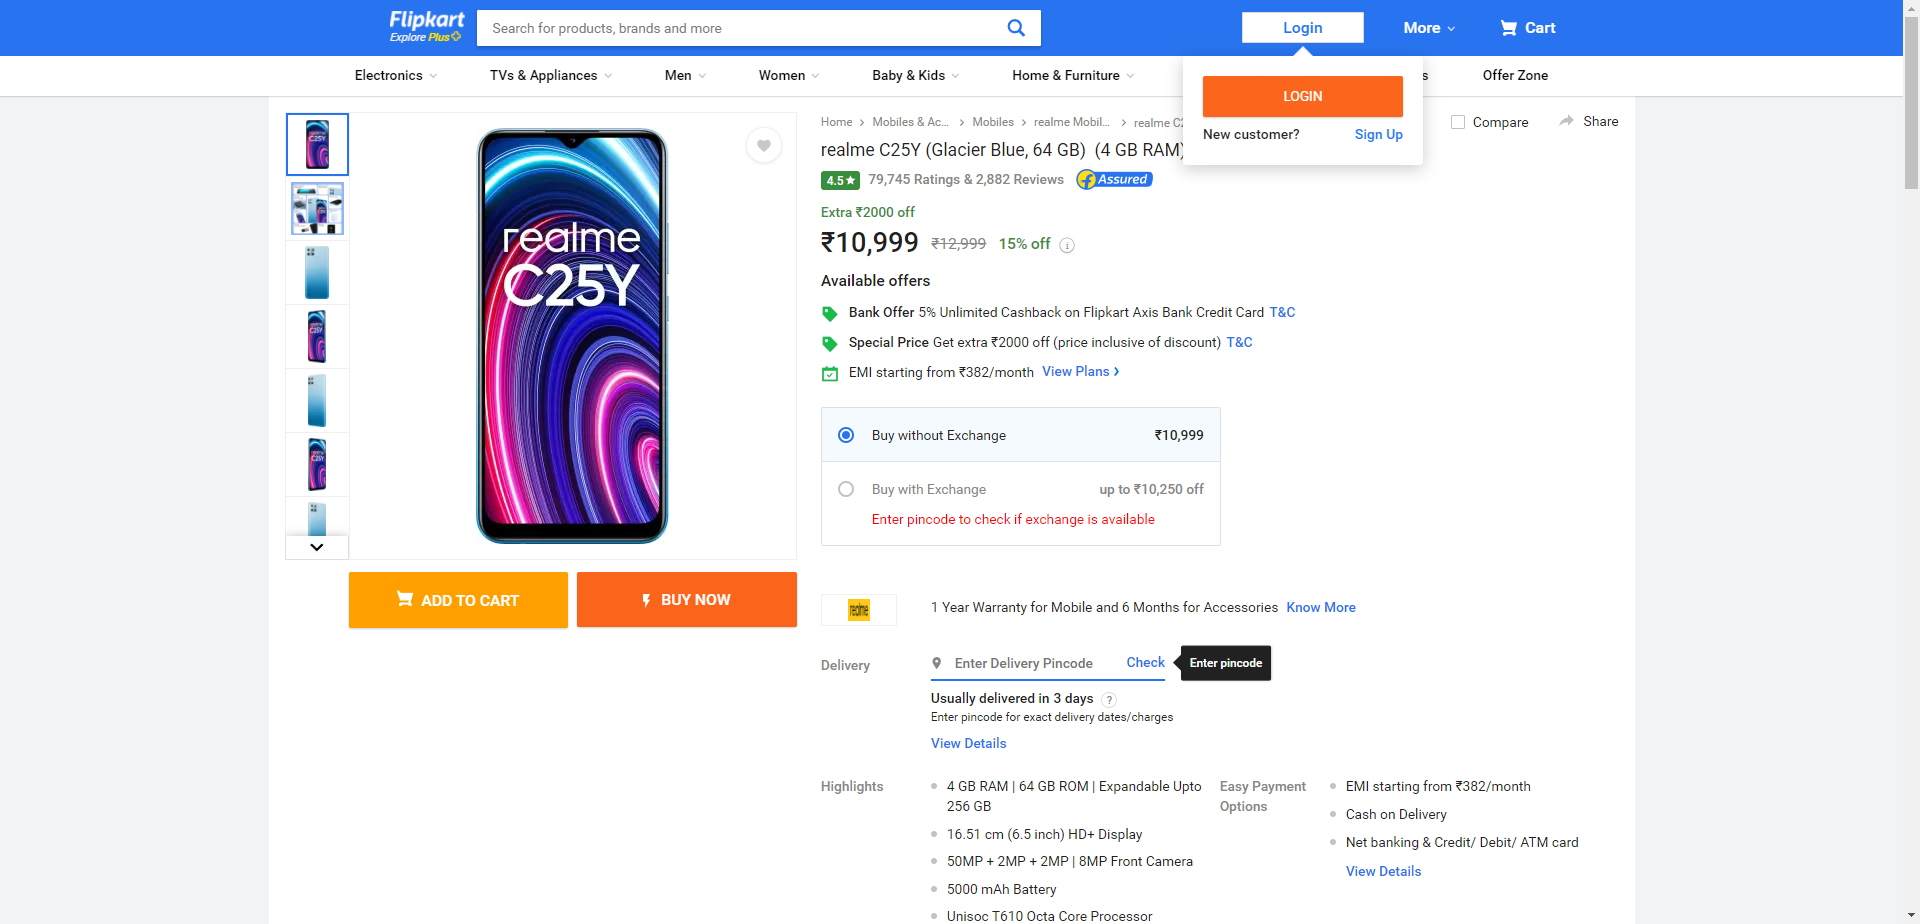 Flipkart
Explore Plus
Search for products, brands and more
Login
More
Cart
Electronics
TVs & Appliances
Men
Women
Baby & Kids
Home & Furniture
s
Offer Zone
LOGIN
New customer? Sign Up
Home > Mobiles & Ac... > Mobiles > realme Mobil... > realme C2
Compare
Share
realme C25Y (Glacier Blue, 64 GB) (4 GB RAM)
4.5★ 79,745 Ratings & 2,882 Reviews Assured
Extra ₹2000 off
₹10,999 ₹12,999 15% off
Available offers
Bank Offer 5% Unlimited Cashback on Flipkart Axis Bank Credit Card T&C
Special Price Get extra ₹2000 off (price inclusive of discount) T&C
EMI starting from ₹382/month View Plans ›
realme
C25Y
Buy without Exchange ₹10,999
Buy with Exchange up to ₹10,250 off
Enter pincode to check if exchange is available
ADD TO CART
BUY NOW
realme
1 Year Warranty for Mobile and 6 Months for Accessories Know More
Delivery
Enter Delivery Pincode Check
Enter pincode
Usually delivered in 3 days ?
Enter pincode for exact delivery dates/charges
View Details
Highlights
4 GB RAM | 64 GB ROM | Expandable Upto
256 GB
16.51 cm (6.5 inch) HD+ Display
50MP + 2MP + 2MP | 8MP Front Camera
5000 mAh Battery
Unisoc T610 Octa Core Processor
Easy Payment
Options
EMI starting from ₹382/month
Cash on Delivery
Net banking & Credit/ Debit/ ATM card
View Details